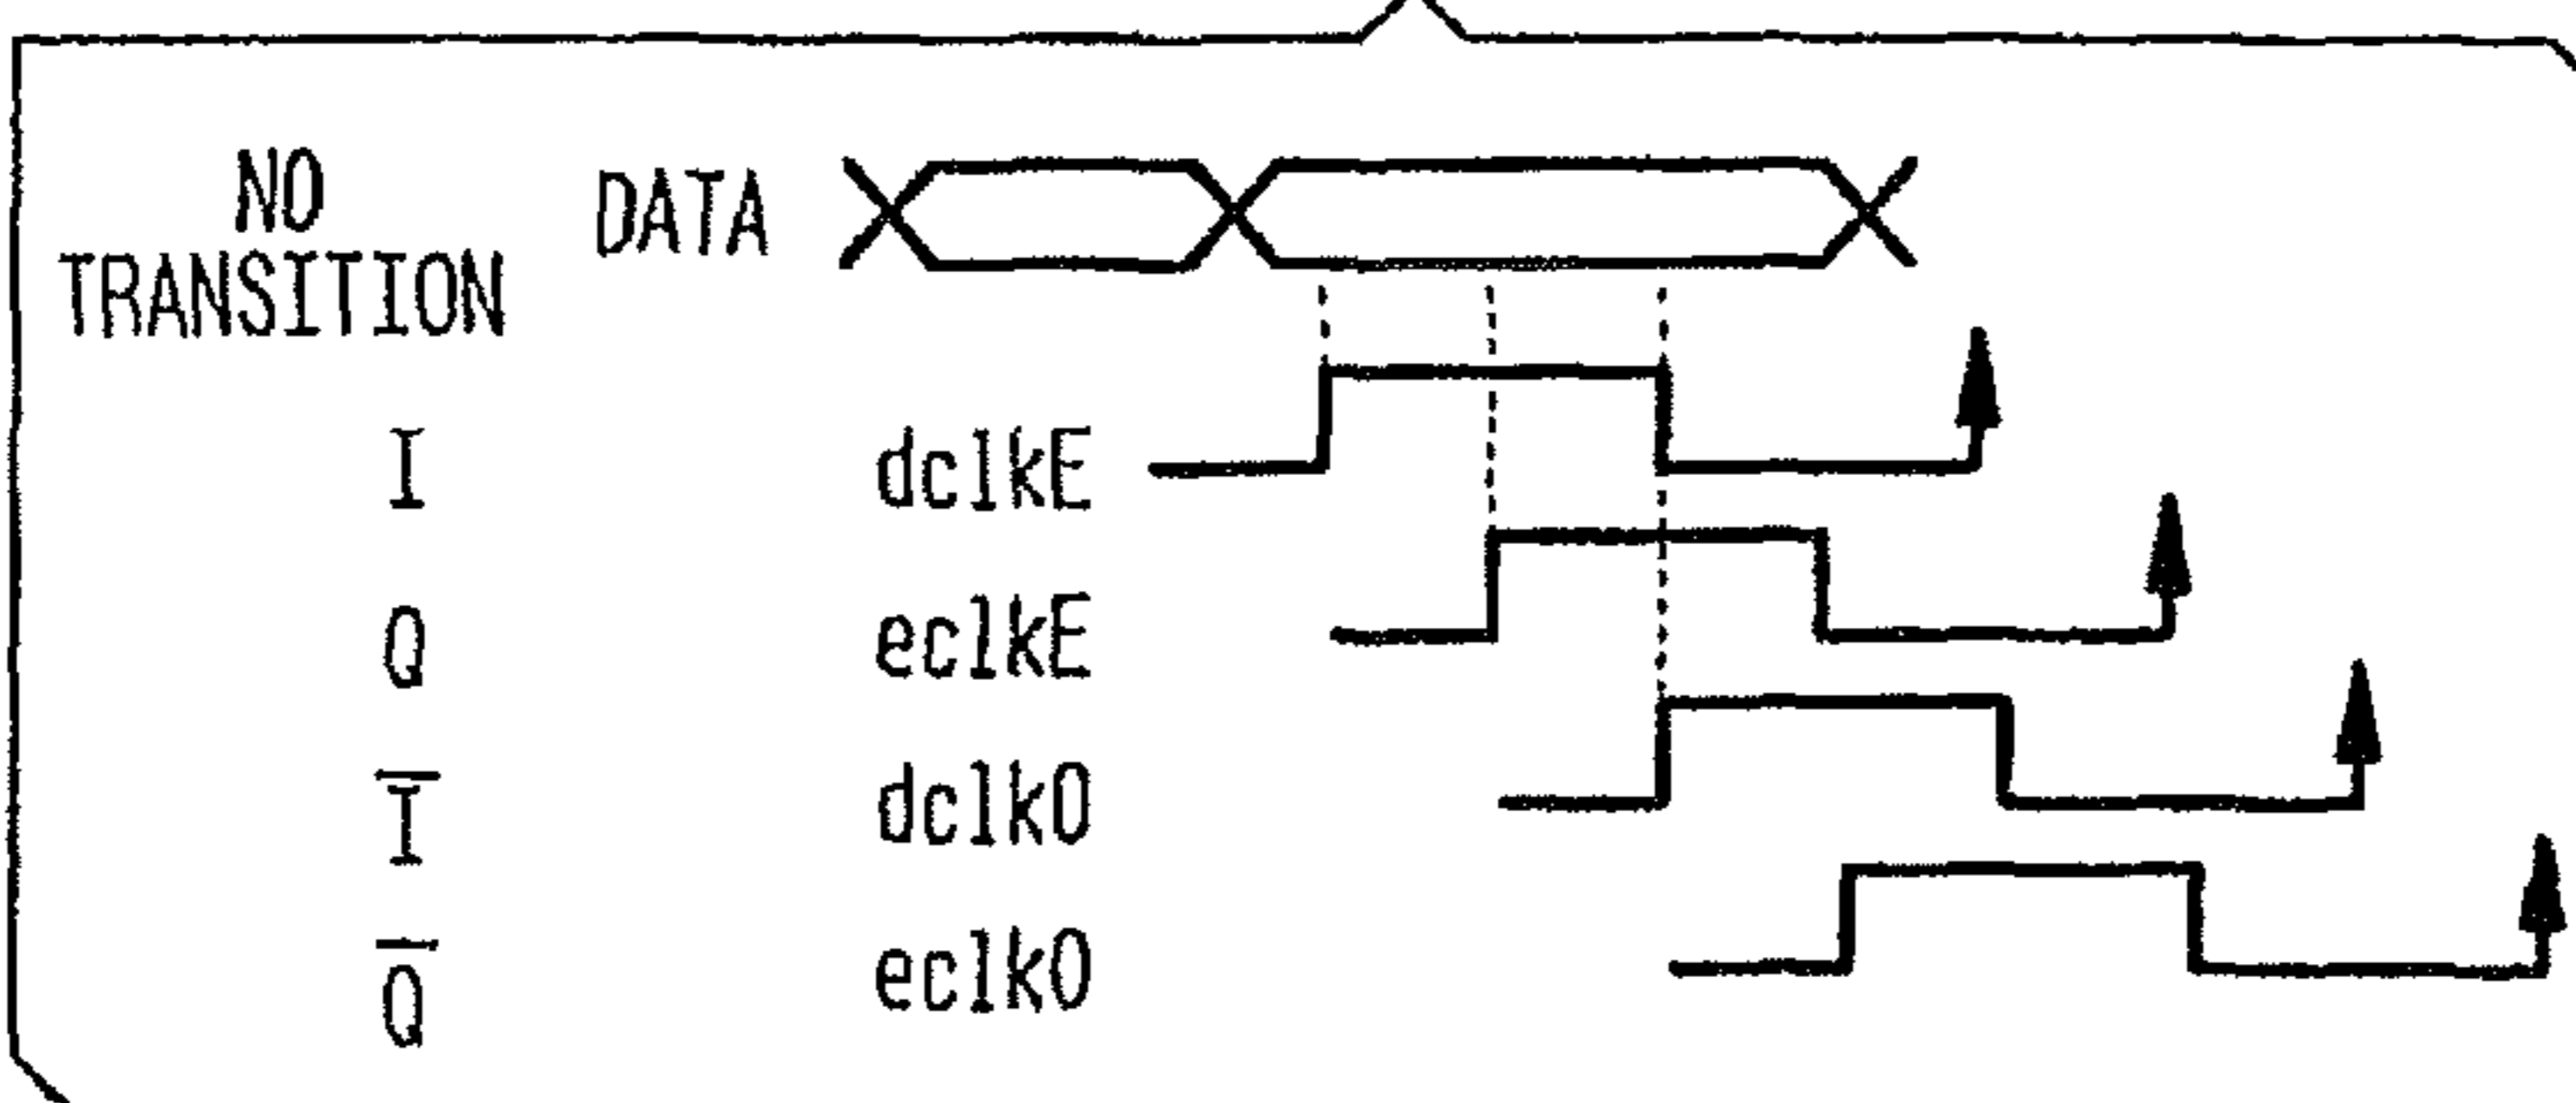 NO
TRANSITION
DATA
I dclkE
Q eclkE
I̅ dclkO
Q̅ eclkO